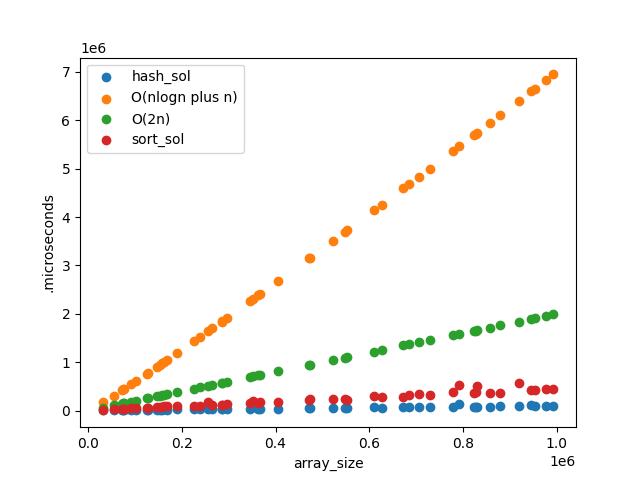 1e6
7
6
5
4
3
2
1
0
.microseconds
hash_sol
O(nlogn plus n)
O(2n)
sort_sol
0.0 0.2 0.4 0.6 0.8 1.0
array_size
1e6